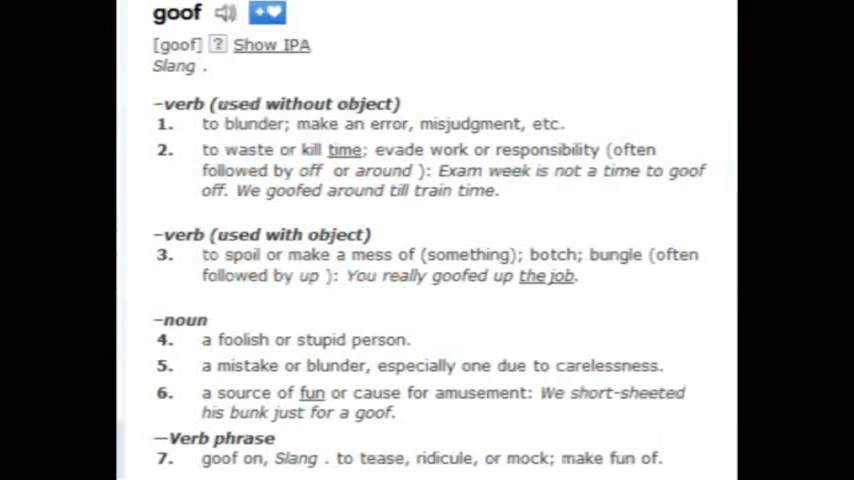 goof
[goof] ? Show IPA
Slang .
–verb (used without object)
1. to blunder; make an error, misjudgment, etc.
2. to waste or kill time; evade work or responsibility (often
followed by off or around ): Exam week is not a time to goof
off. We goofed around till train time.
–verb (used with object)
3. to spoil or make a mess of (something); botch; bungle (often
followed by up ): You really goofed up the job.
–noun
4. a foolish or stupid person.
5. a mistake or blunder, especially one due to carelessness.
6. a source of fun or cause for amusement: We short-sheeted
his bunk just for a goof.
—Verb phrase
7. goof on, Slang . to tease, ridicule, or mock; make fun of.